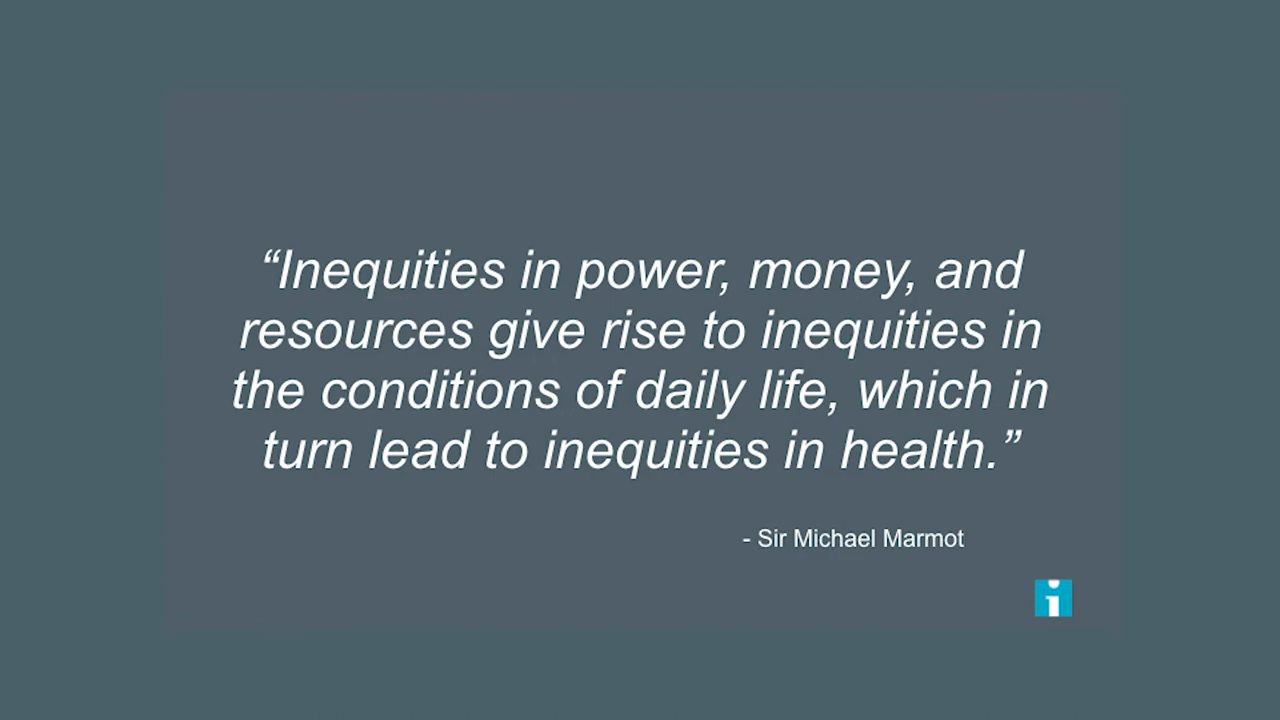 “Inequities in power, money, and
resources give rise to inequities in
the conditions of daily life, which in
turn lead to inequities in health.”
- Sir Michael Marmot
i